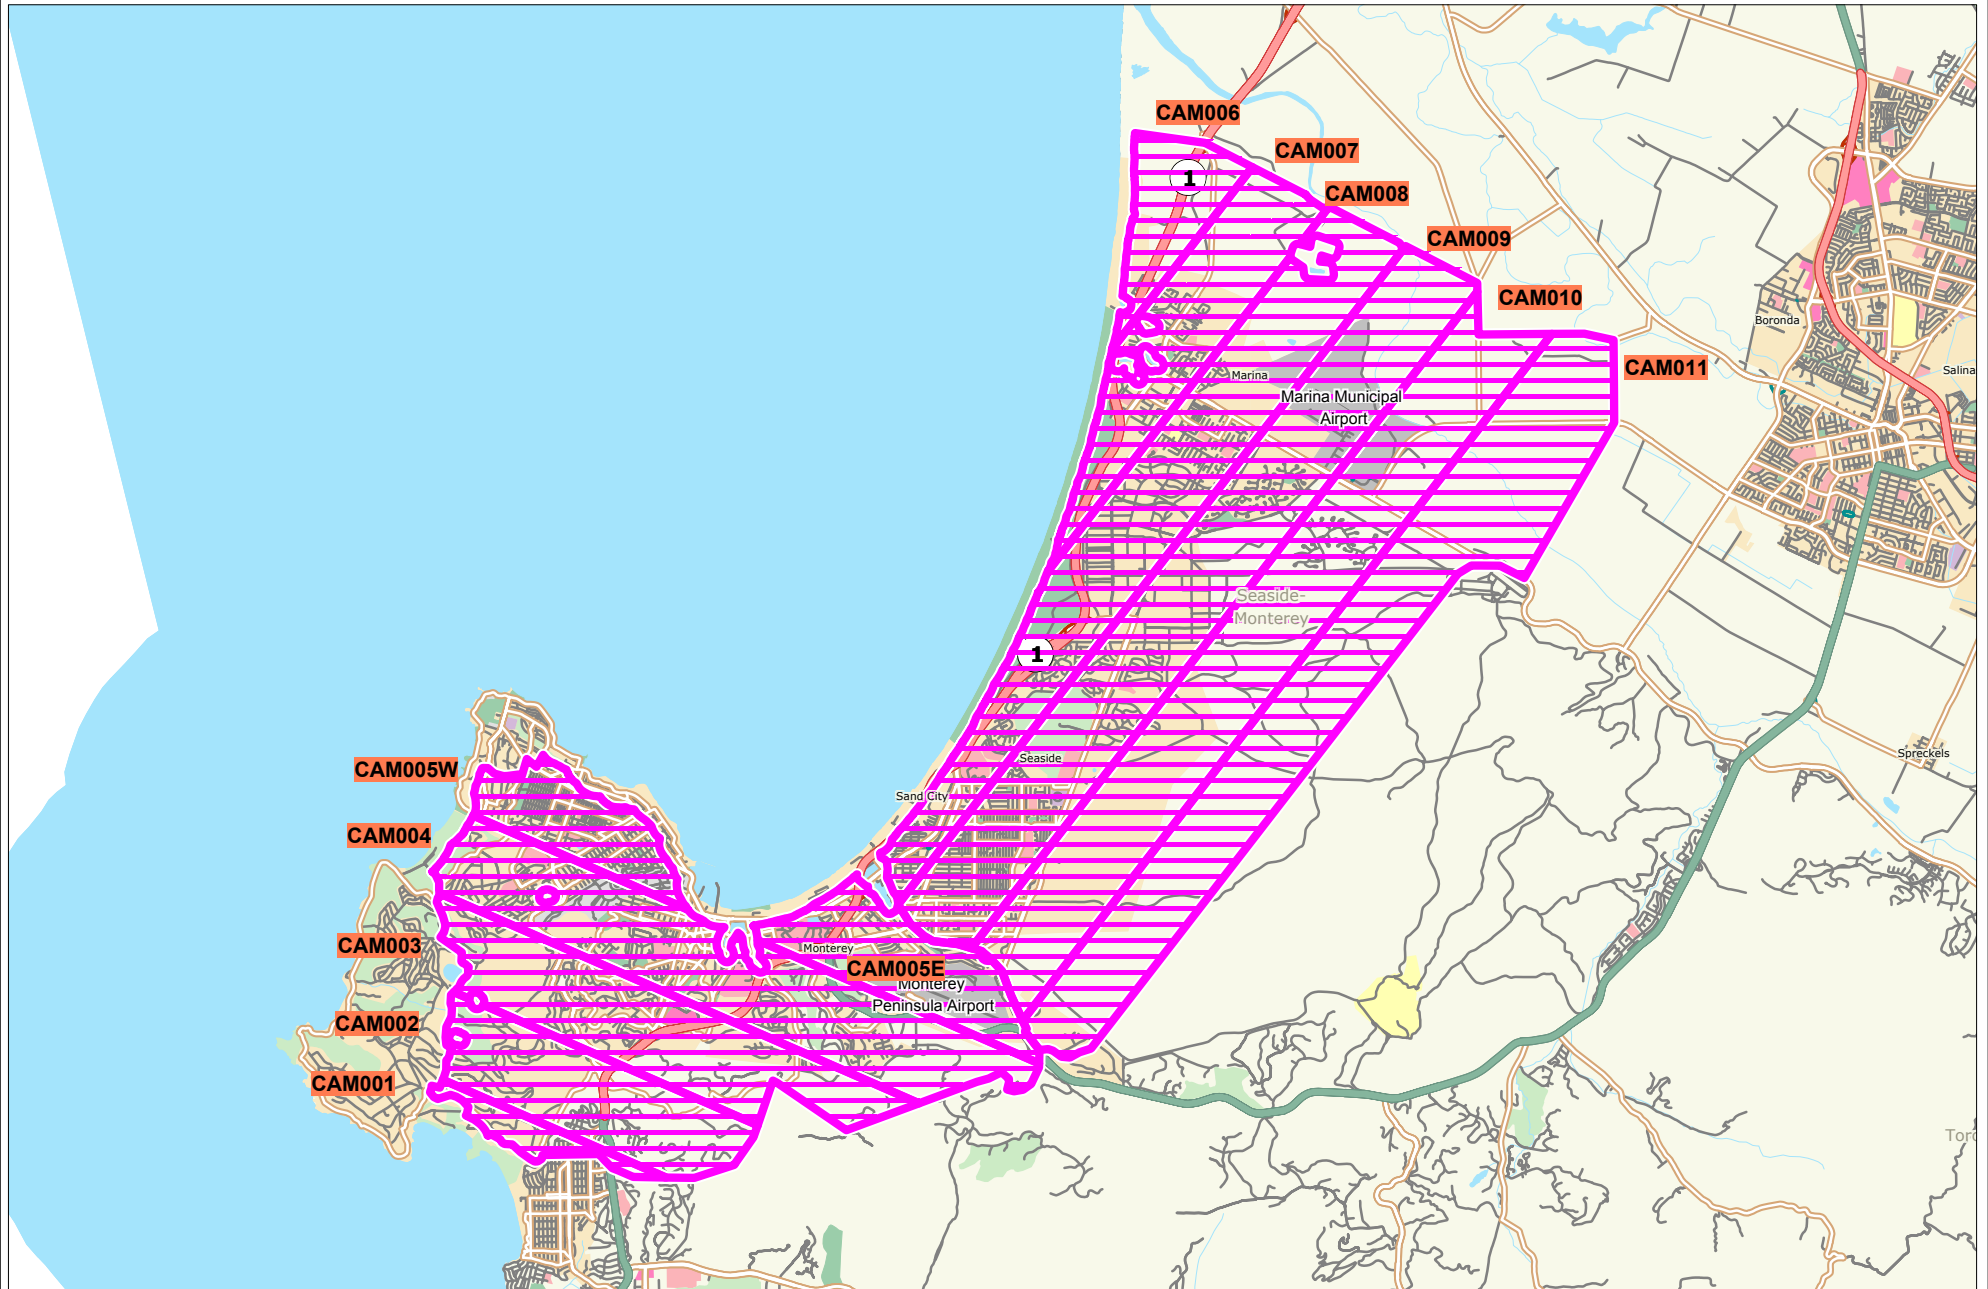 CAM006
1
CAM007
CAM008
CAM009
CAM010
Boronda
CAM011
Salina
Marina
Marina Municipal
Airport
Seaside-
Monterey
1
Spreckels
Seaside
CAM005W
Sand City
CAM004
CAM003
Monterey
CAM005E
Monterey
Peninsula Airport
CAM002
CAM001
Torc